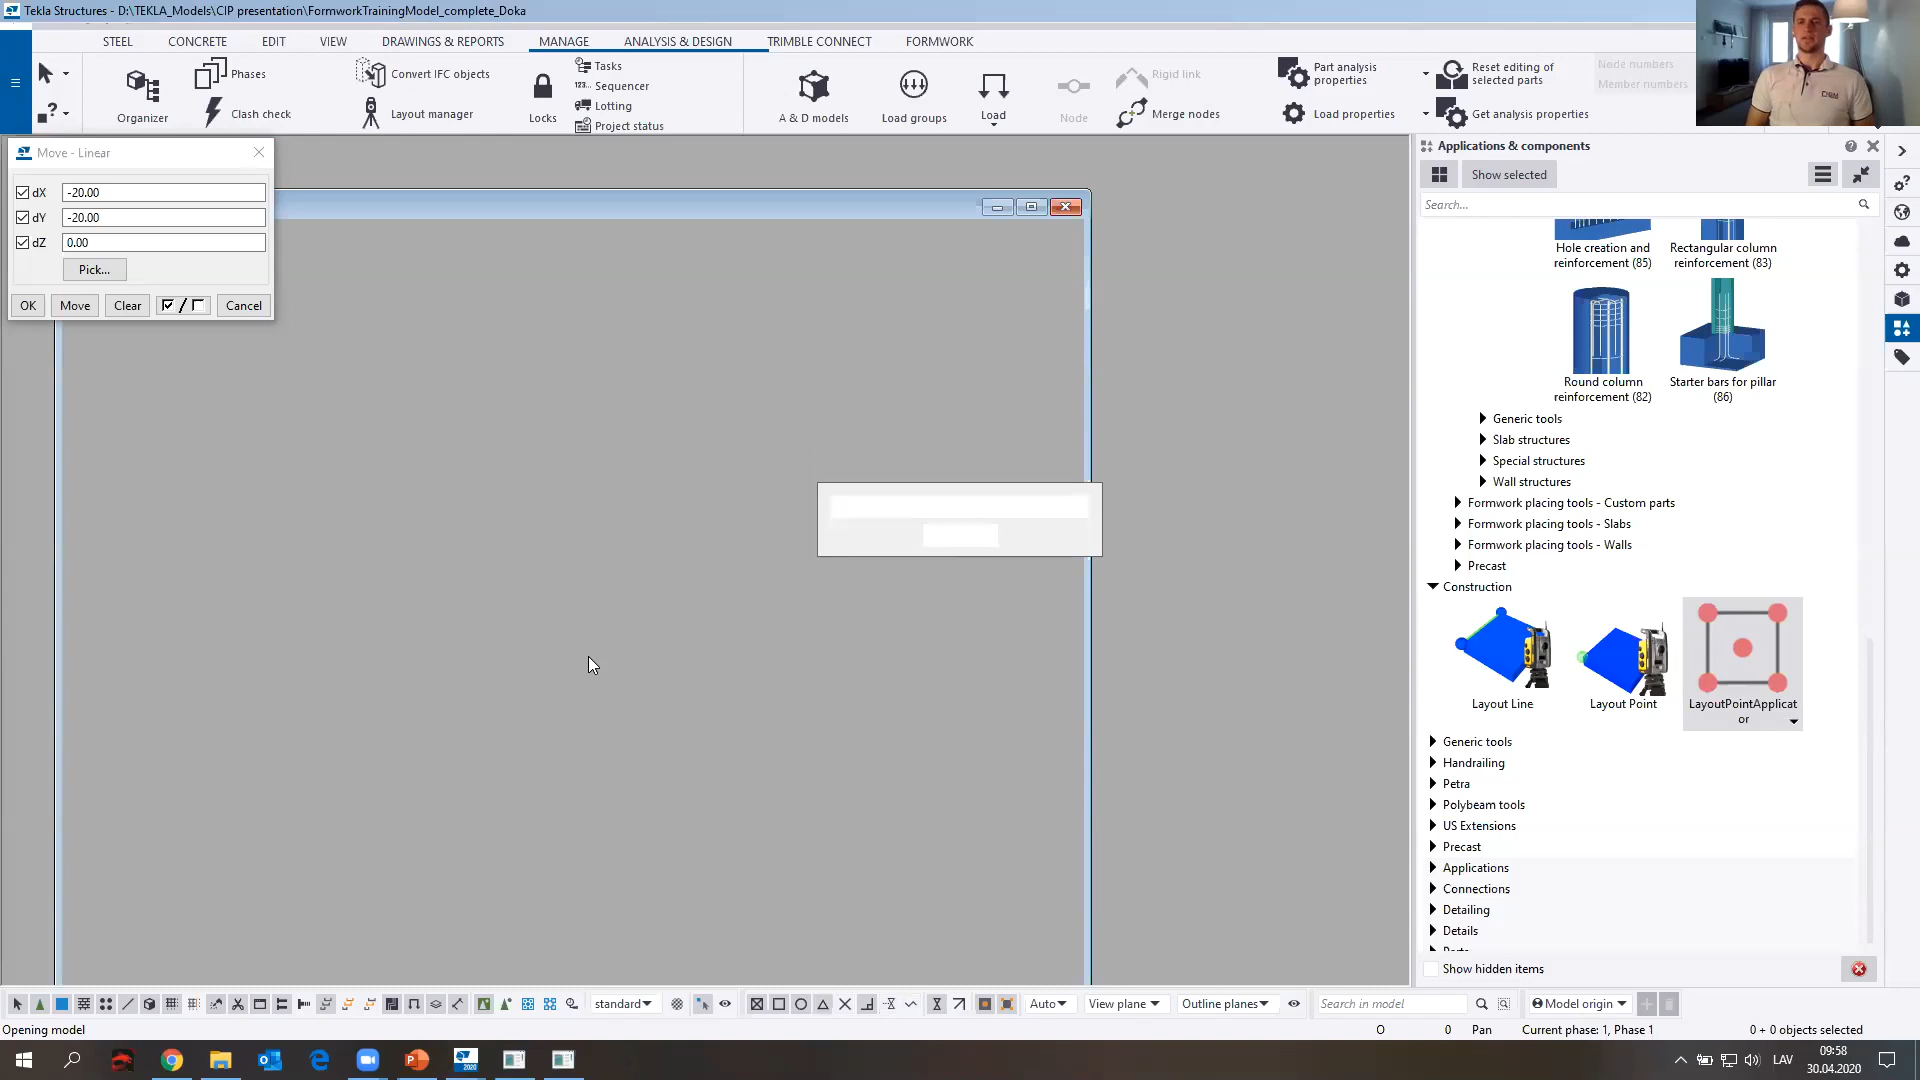 Tekla Structures - D:\TEKLA_Models\CIP presentation\FormworkTrainingModel_complete_Doka
STEEL CONCRETE EDIT VIEW DRAWINGS & REPORTS MANAGE ANALYSIS & DESIGN TRIMBLE CONNECT FORMWORK
Organizer
Phases
Clash check
Convert IFC objects
Layout manager
Locks
Tasks
Sequencer
Lotting
Project status
A & D models
Load groups
Load
Node
Rigid link
Merge nodes
Part analysis
properties
Load properties
Reset editing of
selected parts
Get analysis properties
Node numbers
Member numbers
Move - Linear
dX -20.00
dY -20.00
dZ 0.00
Pick...
OK Move Clear / Cancel
Applications & components
Show selected
Search...
Hole creation and
reinforcement (85)
Rectangular column
reinforcement (83)
Round column
reinforcement (82)
Starter bars for pillar
(86)
Generic tools
Slab structures
Special structures
Wall structures
Formwork placing tools - Custom parts
Formwork placing tools - Slabs
Formwork placing tools - Walls
Precast
Construction
Layout Line
Layout Point
LayoutPointApplicat
or
Generic tools
Handrailing
Petra
Polybeam tools
US Extensions
Precast
Applications
Connections
Detailing
Details
Show hidden items
standard
Auto
View plane
Outline planes
Search in model
Model origin
Opening model
O 0 Pan Current phase: 1, Phase 1 0 + 0 objects selected
2020
LAV
09:58
30.04.2020